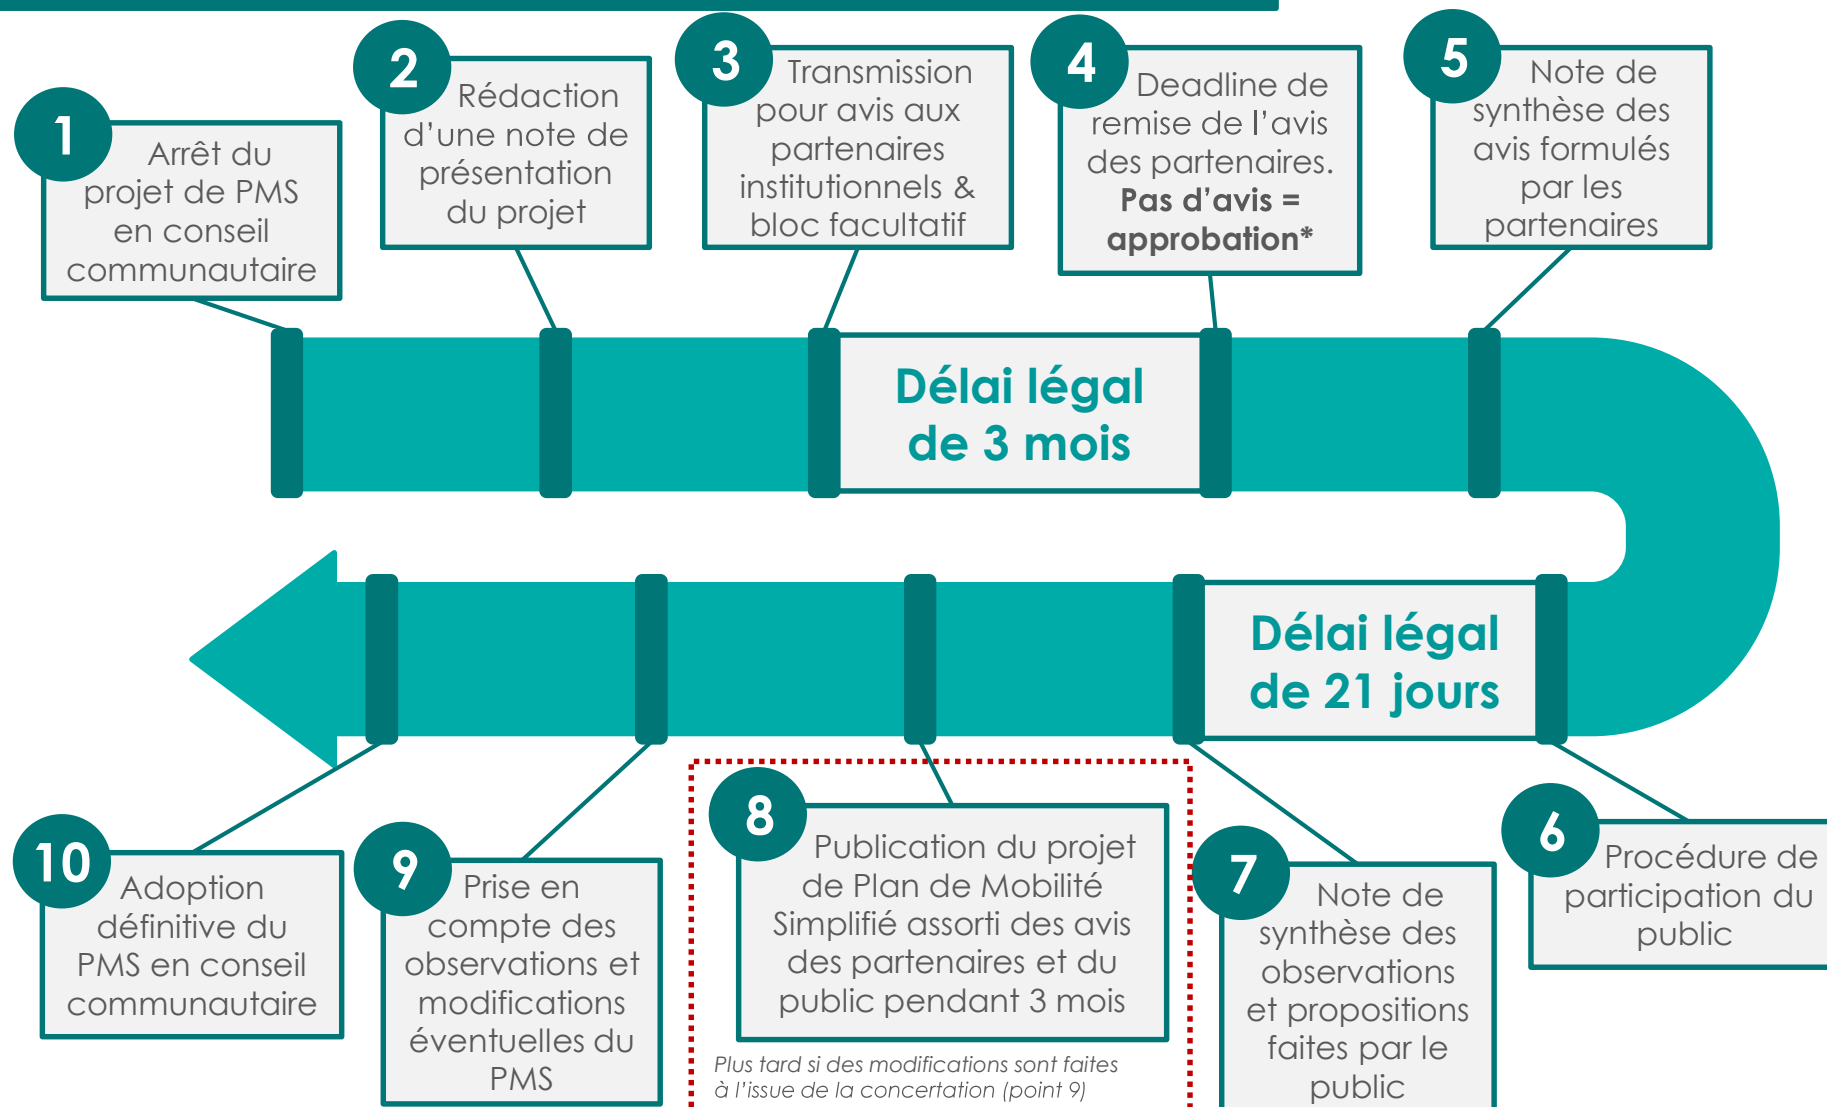 1
Arrêt du
projet de PMS
en conseil
communautaire
2
Rédaction
d’une note de
présentation
du projet
3
Transmission
pour avis aux
partenaires
institutionnels &
bloc facultatif
4
Deadline de
remise de l’avis
des partenaires.
Pas d’avis =
approbation*
5
Note de
synthèse des
avis formulés
par les
partenaires
Délai légal
de 3 mois
Délai légal
de 21 jours
6
Procédure de
participation du
public
7
Note de
synthèse des
observations
et propositions
faites par le
public
8
Publication du projet
de Plan de Mobilité
Simplifié assorti des avis
des partenaires et du
public pendant 3 mois
Plus tard si des modifications sont faites
à l’issue de la concertation (point 9)
9
Prise en
compte des
observations et
modifications
éventuelles du
PMS
10
Adoption
définitive du
PMS en conseil
communautaire